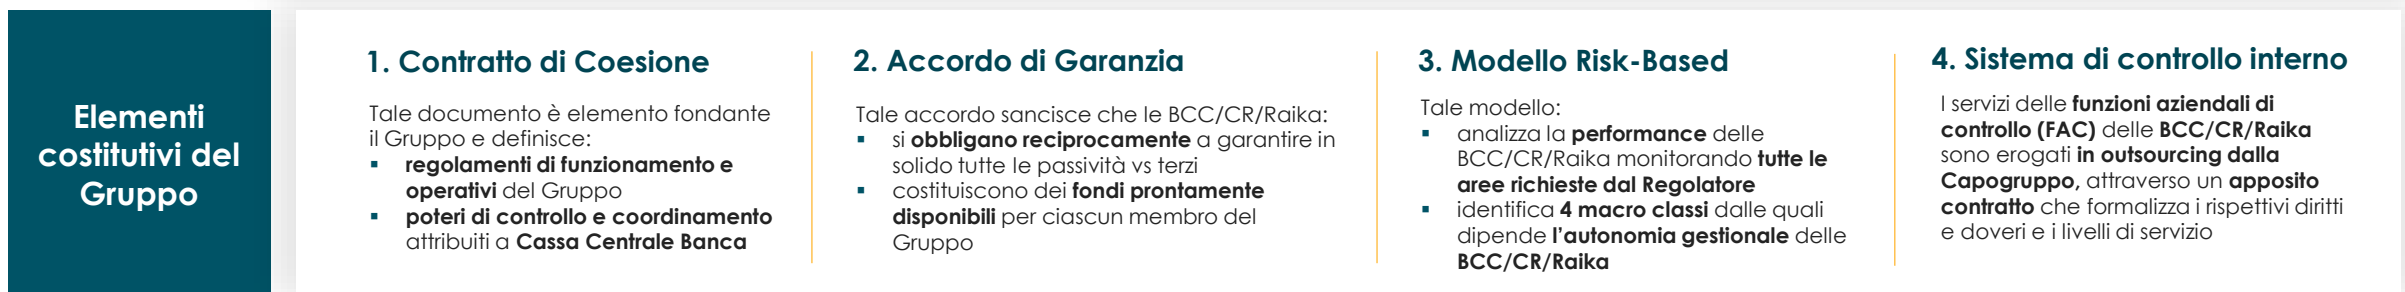 Elementi
costitutivi del
Gruppo
1. Contratto di Coesione
Tale documento è elemento fondante
il Gruppo e definisce:
▪ regolamenti di funzionamento e
operativi del Gruppo
▪ poteri di controllo e coordinamento
attribuiti a Cassa Centrale Banca
2. Accordo di Garanzia
Tale accordo sancisce che le BCC/CR/Raika:
▪ si obbligano reciprocamente a garantire in
solido tutte le passività vs terzi
▪ costituiscono dei fondi prontamente
disponibili per ciascun membro del
Gruppo
3. Modello Risk-Based
Tale modello:
▪ analizza la performance delle
BCC/CR/Raika monitorando tutte le
aree richieste dal Regolatore
▪ identifica 4 macro classi dalle quali
dipende l'autonomia gestionale delle
BCC/CR/Raika
4. Sistema di controllo interno
I servizi delle funzioni aziendali di
controllo (FAC) delle BCC/CR/Raika
sono erogati in outsourcing dalla
Capogruppo, attraverso un apposito
contratto che formalizza i rispettivi diritti
e doveri e i livelli di servizio